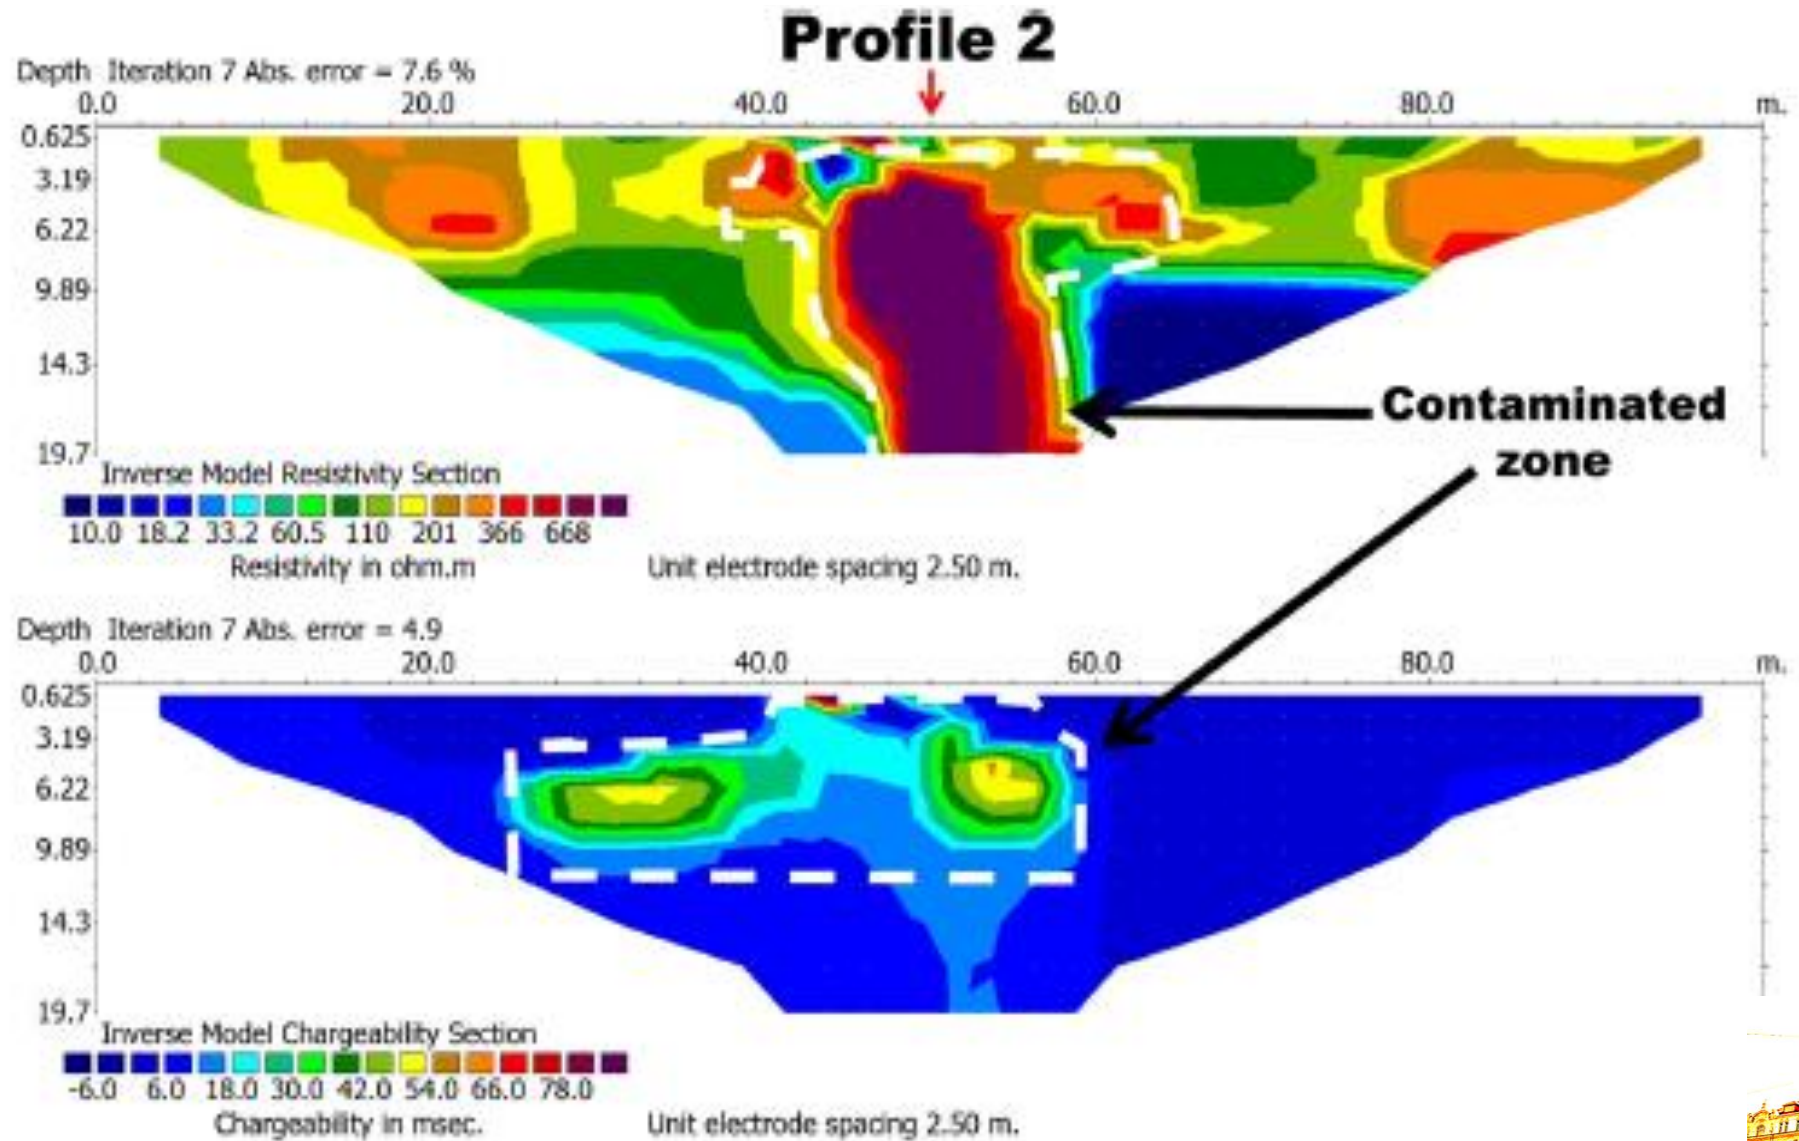 Profile 2
Depth Iteration 7 Abs. error = 7.6 %
0.0 20.0 40.0 60.0 80.0 m.
0.625
3.19
6.22
9.89
14.3
19.7
Contaminated
zone
Inverse Model Resistivity Section
10.0 18.2 33.2 60.5 110 201 366 668
Resistivity in ohm.m
Unit electrode spacing 2.50 m.
Depth Iteration 7 Abs. error = 4.9
0.0 20.0 40.0 60.0 80.0 m.
0.625
3.19
6.22
9.89
14.3
19.7
Inverse Model Chargeability Section
-6.0 6.0 18.0 30.0 42.0 54.0 66.0 78.0
Chargeability in msec.
Unit electrode spacing 2.50 m.